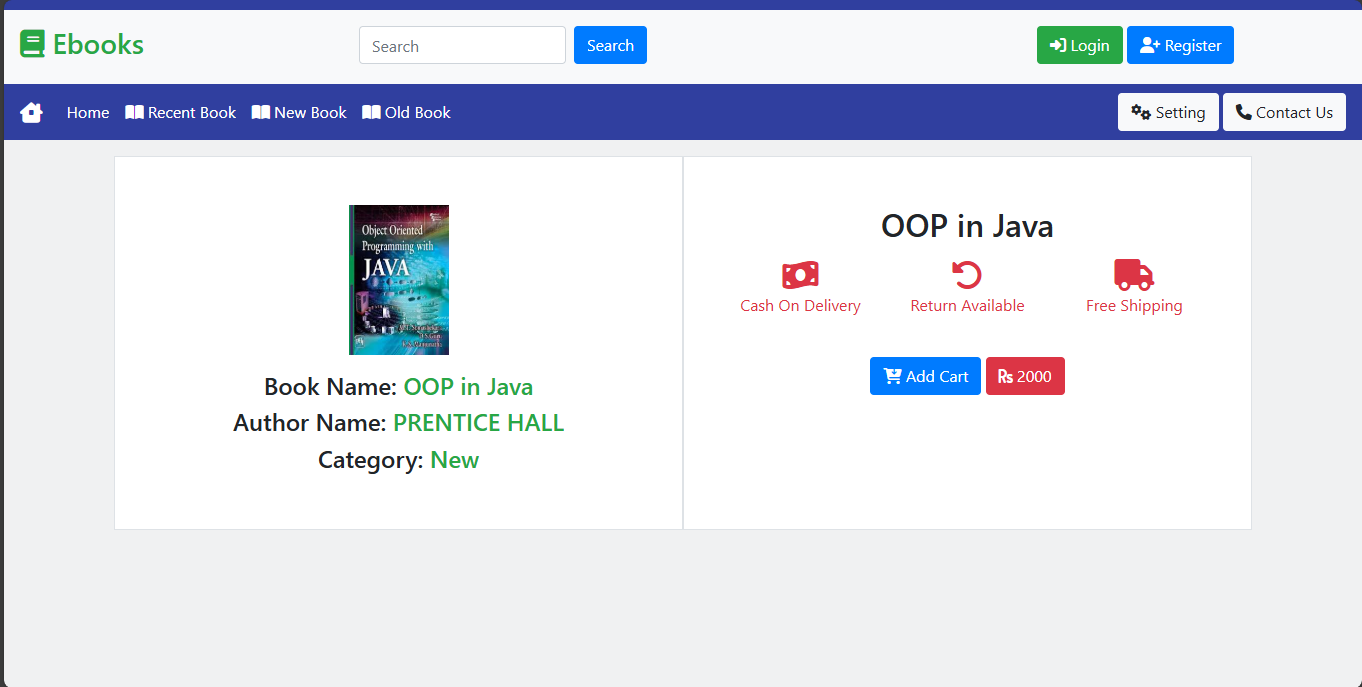 Ebooks
Search Search
Login Register
Home Recent Book New Book Old Book
Setting Contact Us
Object Oriented
Programming with
JAVA
Book Name: OOP in Java
Author Name: PRENTICE HALL
Category: New
OOP in Java
Cash On Delivery Return Available Free Shipping
Add Cart ₨ 2000